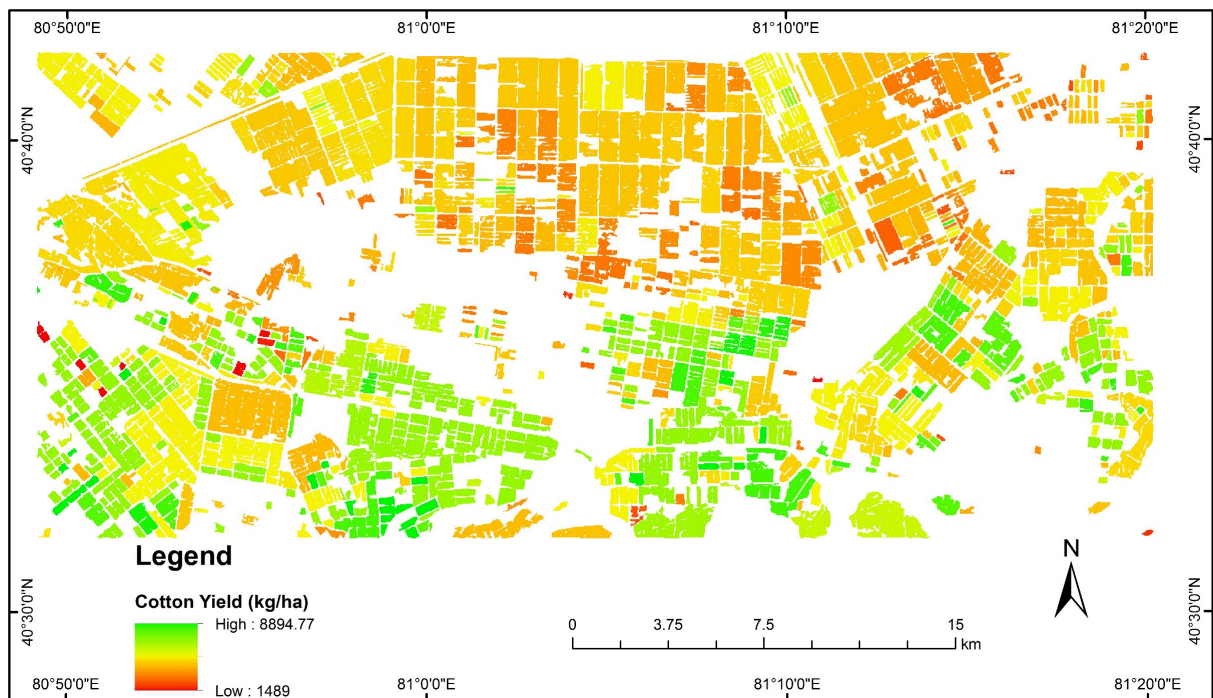 80°50'0"E 81°0'0"E 81°10'0"E 81°20'0"E
40°40'0"N 40°40'0"N
Legend
N
Cotton Yield (kg/ha)
High : 8894.77
Low : 1489
0 3.75 7.5 15
km
40°30'0"N 40°30'0"N
80°50'0"E 81°0'0"E 81°10'0"E 81°20'0"E